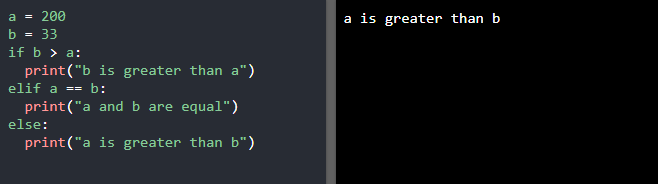 a = 200
b = 33
if b > a:
  print("b is greater than a")
elif a == b:
  print("a and b are equal")
else:
  print("a is greater than b")
a is greater than b